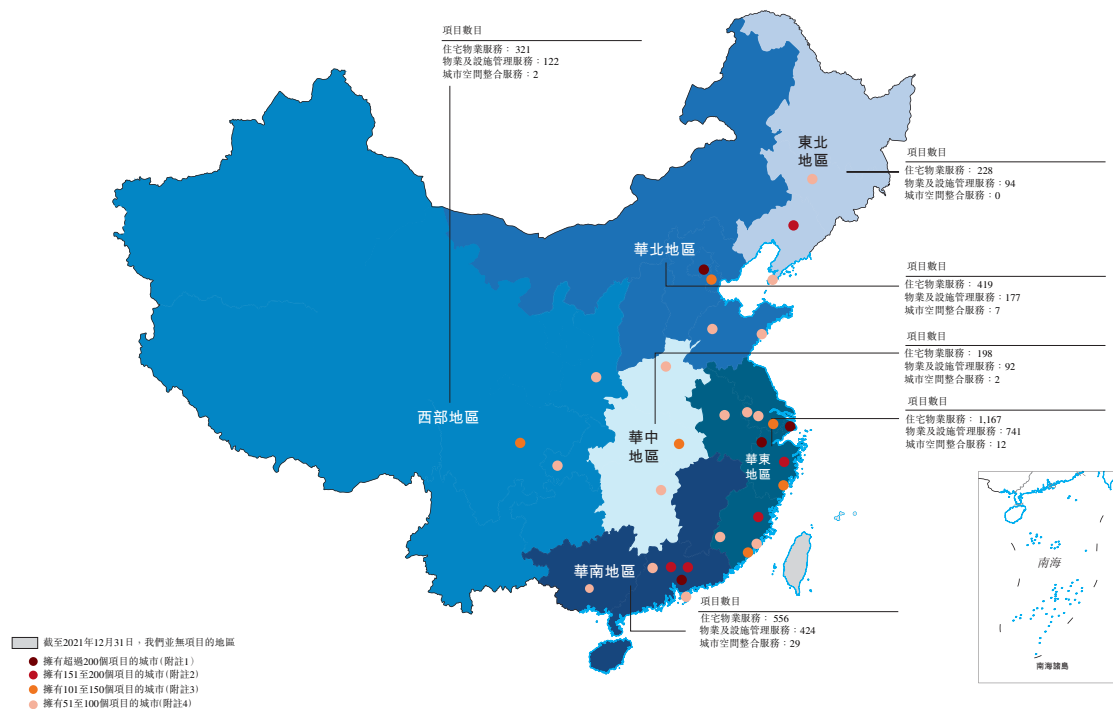 項目數目
住宅物業服務：321
物業及設施管理服務：122
城市空間整合服務：2
東北
地區
項目數目
住宅物業服務：228
物業及設施管理服務：94
城市空間整合服務：0
華北地區
項目數目
住宅物業服務：419
物業及設施管理服務：177
城市空間整合服務：7
項目數目
住宅物業服務：198
物業及設施管理服務：92
城市空間整合服務：2
西部地區
華中
地區
項目數目
住宅物業服務：1,167
物業及設施管理服務：741
城市空間整合服務：12
華東
地區
南海
南海諸島
華南地區
項目數目
住宅物業服務：556
物業及設施管理服務：424
城市空間整合服務：29
截至2021年12月31日，我們並無項目的地區
擁有超過200個項目的城市(附註1)
擁有151至200個項目的城市(附註2)
擁有101至150個項目的城市(附註3)
擁有51至100個項目的城市(附註4)